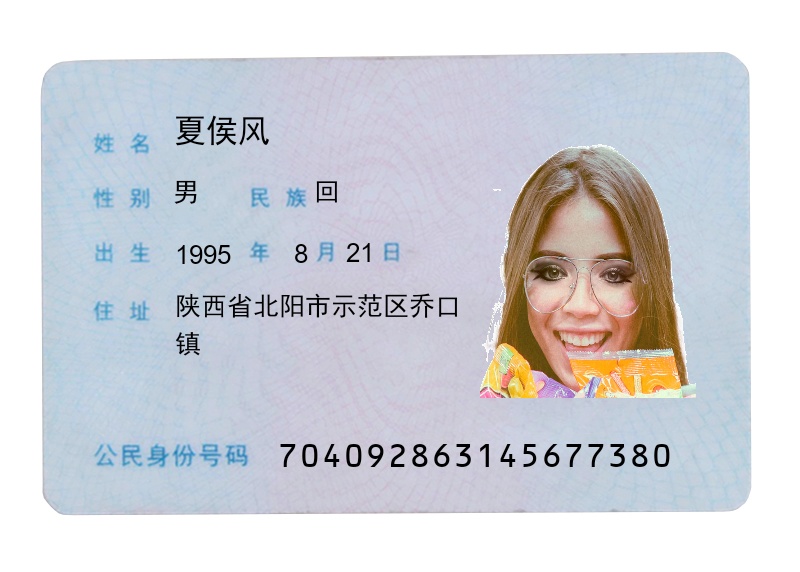 姓名 夏侯风
性别 男 民族 回
出生 1995 年 8 月 21 日
住址 陕西省北阳市示范区乔口
镇
公民身份号码 704092863145677380